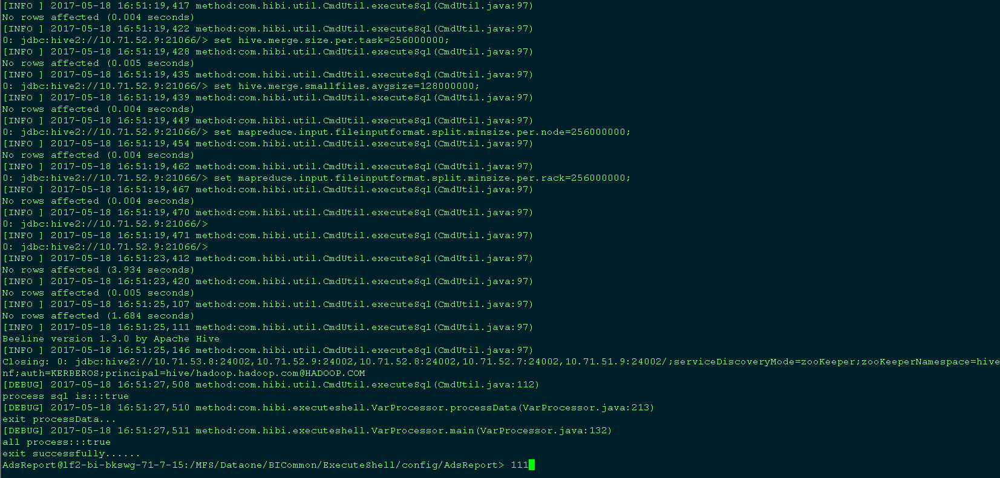 [INFO ] 2017-05-18 16:51:19,417 method:com.hibi.util.CmdUtil.executeSql(CmdUtil.java:97)
No rows affected (0.004 seconds)
[INFO ] 2017-05-18 16:51:19,422 method:com.hibi.util.CmdUtil.executeSql(CmdUtil.java:97)
0: jdbc:hive2://10.71.52.9:21066/> set hive.merge.size.per.task=256000000;
[INFO ] 2017-05-18 16:51:19,428 method:com.hibi.util.CmdUtil.executeSql(CmdUtil.java:97)
No rows affected (0.005 seconds)
[INFO ] 2017-05-18 16:51:19,435 method:com.hibi.util.CmdUtil.executeSql(CmdUtil.java:97)
0: jdbc:hive2://10.71.52.9:21066/> set hive.merge.smallfiles.avgsize=128000000;
[INFO ] 2017-05-18 16:51:19,439 method:com.hibi.util.CmdUtil.executeSql(CmdUtil.java:97)
No rows affected (0.004 seconds)
[INFO ] 2017-05-18 16:51:19,449 method:com.hibi.util.CmdUtil.executeSql(CmdUtil.java:97)
0: jdbc:hive2://10.71.52.9:21066/> set mapreduce.input.fileinputformat.split.minsize.per.node=256000000;
[INFO ] 2017-05-18 16:51:19,454 method:com.hibi.util.CmdUtil.executeSql(CmdUtil.java:97)
No rows affected (0.004 seconds)
[INFO ] 2017-05-18 16:51:19,462 method:com.hibi.util.CmdUtil.executeSql(CmdUtil.java:97)
0: jdbc:hive2://10.71.52.9:21066/> set mapreduce.input.fileinputformat.split.minsize.per.rack=256000000;
[INFO ] 2017-05-18 16:51:19,467 method:com.hibi.util.CmdUtil.executeSql(CmdUtil.java:97)
No rows affected (0.004 seconds)
[INFO ] 2017-05-18 16:51:19,470 method:com.hibi.util.CmdUtil.executeSql(CmdUtil.java:97)
0: jdbc:hive2://10.71.52.9:21066/>
[INFO ] 2017-05-18 16:51:19,471 method:com.hibi.util.CmdUtil.executeSql(CmdUtil.java:97)
0: jdbc:hive2://10.71.52.9:21066/>
[INFO ] 2017-05-18 16:51:23,412 method:com.hibi.util.CmdUtil.executeSql(CmdUtil.java:97)
No rows affected (3.934 seconds)
[INFO ] 2017-05-18 16:51:23,420 method:com.hibi.util.CmdUtil.executeSql(CmdUtil.java:97)
No rows affected (0.005 seconds)
[INFO ] 2017-05-18 16:51:25,107 method:com.hibi.util.CmdUtil.executeSql(CmdUtil.java:97)
No rows affected (1.684 seconds)
[INFO ] 2017-05-18 16:51:25,111 method:com.hibi.util.CmdUtil.executeSql(CmdUtil.java:97)
Beeline version 1.3.0 by Apache Hive
[INFO ] 2017-05-18 16:51:25,146 method:com.hibi.util.CmdUtil.executeSql(CmdUtil.java:97)
Closing: 0: jdbc:hive2://10.71.53.8:24002,10.71.52.9:24002,10.71.52.8:24002,10.71.52.7:24002,10.71.51.9:24002/;serviceDiscoveryMode=zooKeeper;zooKeeperNamespace=hive
nf;auth=KERBEROS;principal=hive/hadoop.hadoop.com@HADOOP.COM
[DEBUG] 2017-05-18 16:51:27,508 method:com.hibi.util.CmdUtil.executeSql(CmdUtil.java:112)
process sql is:::true
[DEBUG] 2017-05-18 16:51:27,510 method:com.hibi.executeshell.VarProcessor.processData(VarProcessor.java:213)
exit processData...
[DEBUG] 2017-05-18 16:51:27,511 method:com.hibi.executeshell.VarProcessor.main(VarProcessor.java:132)
all process:::true
exit successfully......
AdsReport@lf2-bi-bkswg-71-7-15:/MFS/Dataone/BICommon/ExecuteShell/config/AdsReport> 111